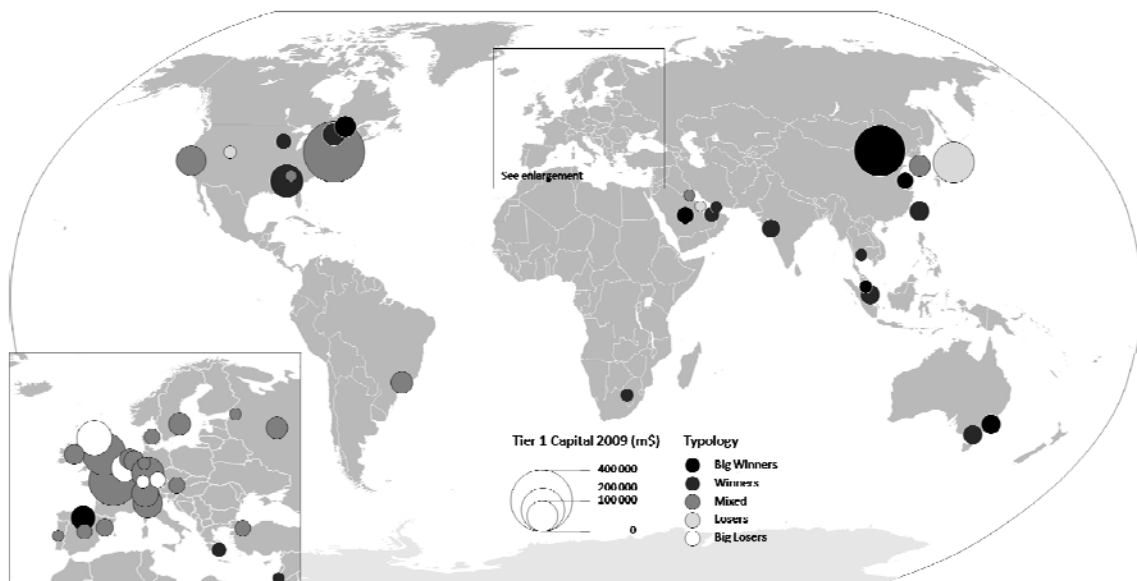 See enlargement
Tier 1 Capital 2009 (m$)
400 000
200 000
100 000
0
Typology
Big Winners
Winners
Mixed
Losers
Big Losers